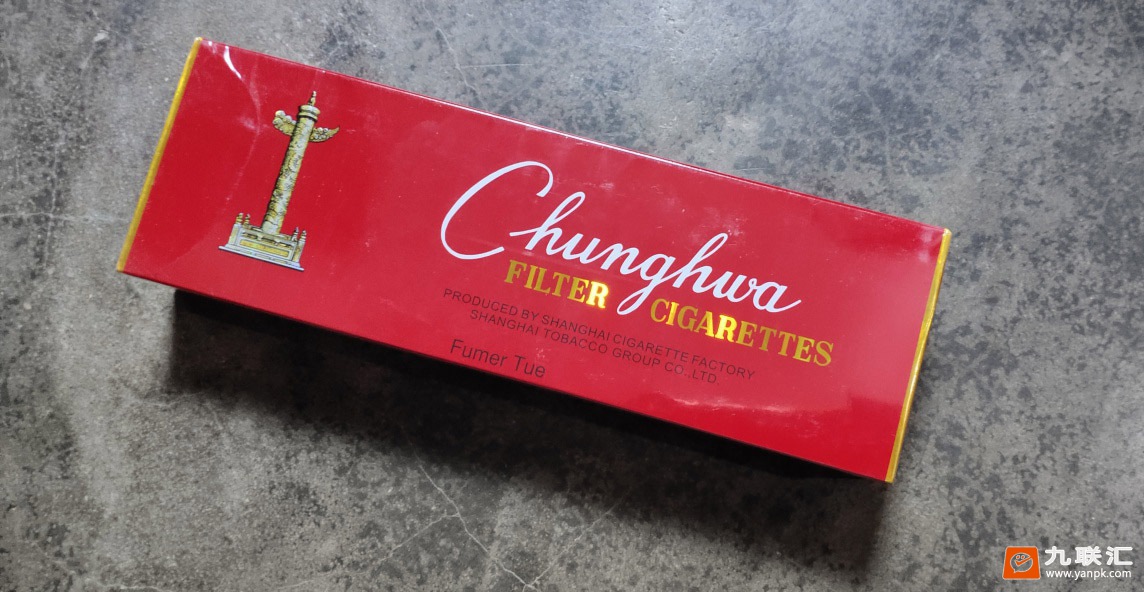 Chunghwa
FILTER CIGARETTES
PRODUCED BY SHANGHAI CIGARETTE FACTORY
SHANGHAI TOBACCO GROUP CO.,LTD.
Fumer Tue
九联汇
www.yanpk.com